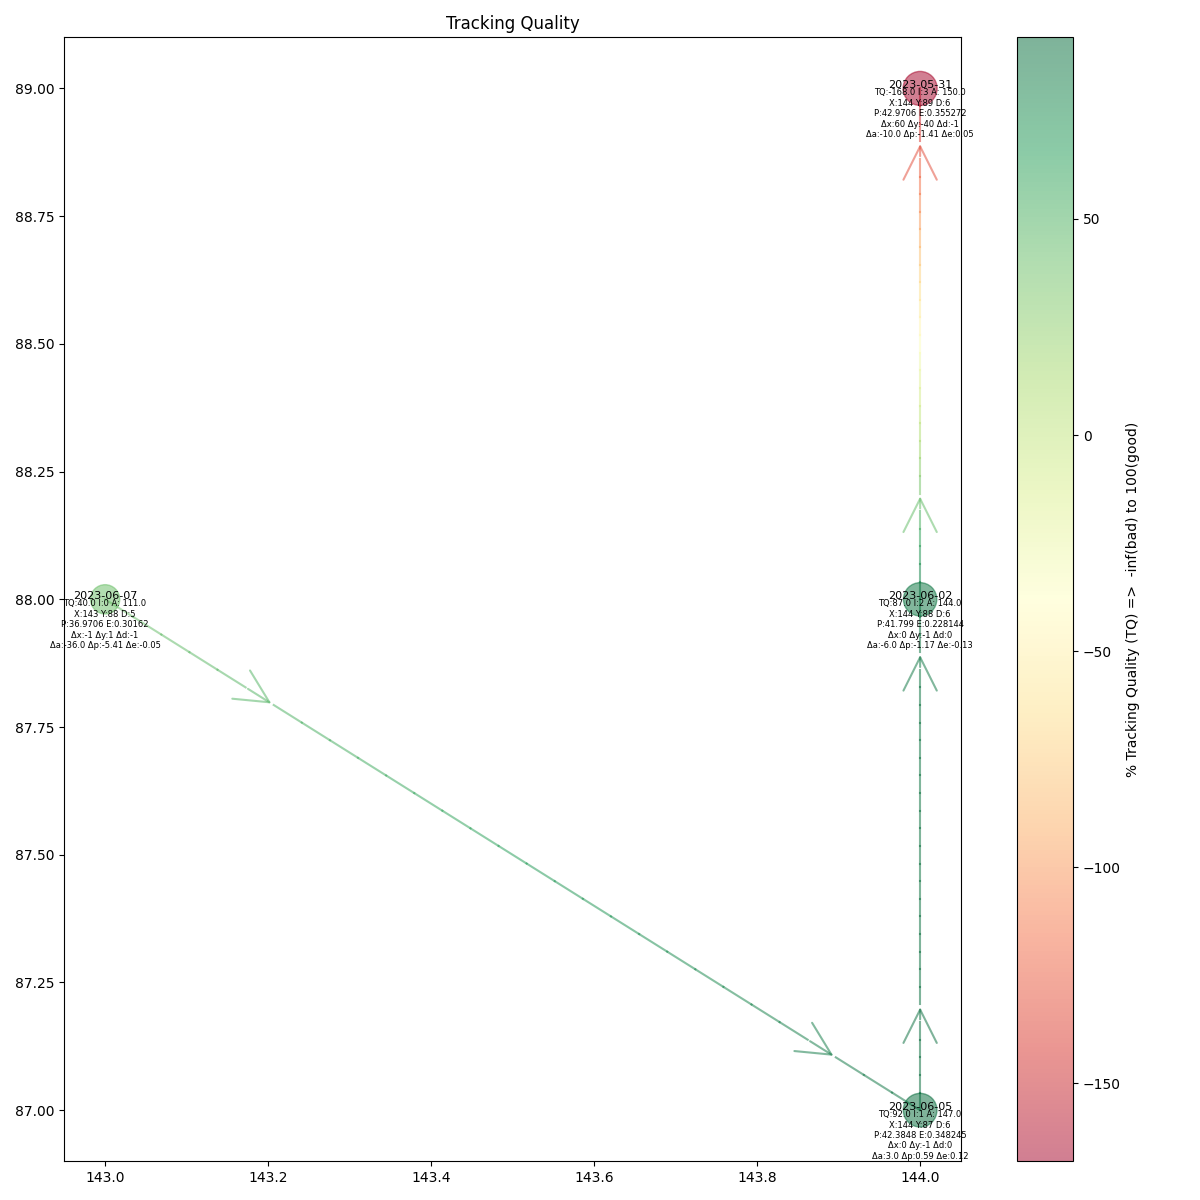 Tracking Quality
89.00
88.75
88.50
88.25
88.00
87.75
87.50
87.25
87.00
143.0
143.2
143.4
143.6
143.8
144.0
2023-05-31
TQ:-168.0 I:3 A: 150.0
X:144 Y:89 D:6
P:42.9706 E:0.355272
Δx:60 Δy:-40 Δd:-1
Δa:-10.0 Δp:-1.41 Δe:0.05
2023-06-07
TQ:40.0 I:0 A: 111.0
X:143 Y:88 D:5
P:36.9706 E:0.30162
Δx:-1 Δy:1 Δd:-1
Δa:-36.0 Δp:-5.41 Δe:-0.05
2023-06-02
TQ:87.0 I:2 A: 144.0
X:144 Y:88 D:6
P:41.799 E:0.228144
Δx:0 Δy:-1 Δd:0
Δa:-6.0 Δp:-1.17 Δe:-0.13
2023-06-05
TQ:92.0 I:1 A: 147.0
X:144 Y:87 D:6
P:42.3848 E:0.348245
Δx:0 Δy:-1 Δd:0
Δa:3.0 Δp:0.59 Δe:0.12
50
0
−50
−100
−150
% Tracking Quality (TQ) => -inf(bad) to 100(good)